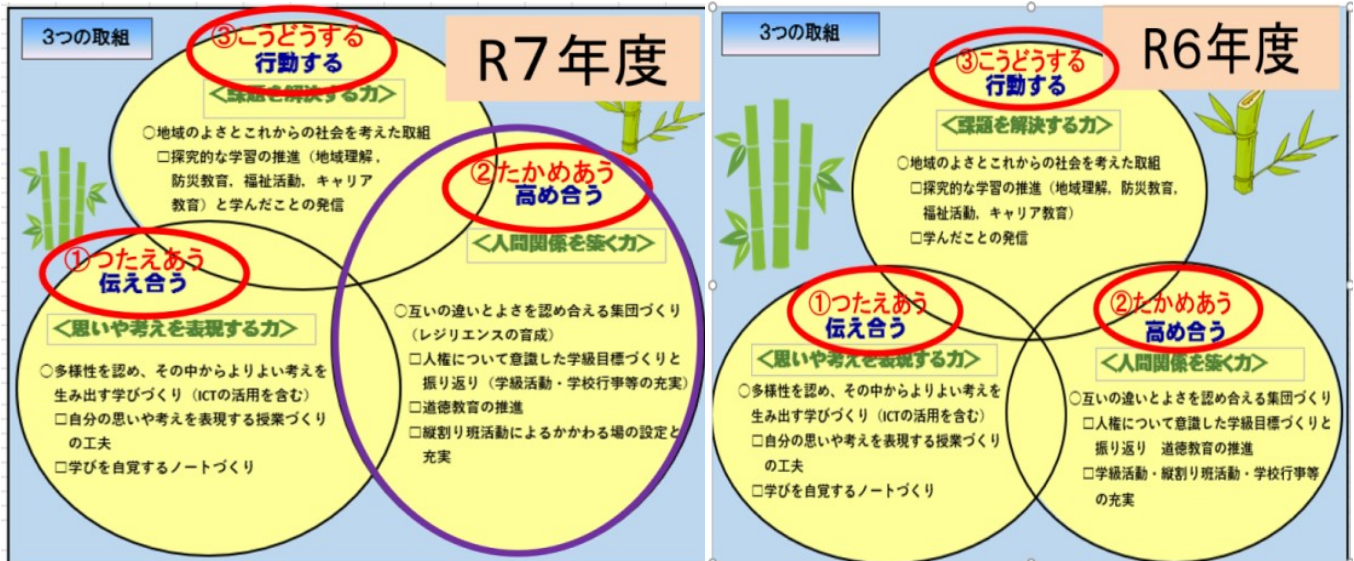 3つの取組
R7年度
③こうどうする
行動する
＜課題を解決する力＞
○地域のよさとこれからの社会を考えた取組
□探究的な学習の推進（地域理解，
防災教育，福祉活動，キャリア
教育）と学んだことの発信
②たかめあう
高め合う
＜人間関係を築く力＞
○互いの違いとよさを認め合える集団づくり
（レジリエンスの育成）
□人権について意識した学級目標づくりと
振り返り（学級活動・学校行事等の充実）
□道徳教育の推進
□縦割り班活動によるかかわる場の設定と
充実
①つたえあう
伝え合う
＜思いや考えを表現する力＞
○多様性を認め、その中からよりよい考えを
生み出す学びづくり（ICTの活用を含む）
□自分の思いや考えを表現する授業づくり
の工夫
□学びを自覚するノートづくり
3つの取組
R6年度
③こうどうする
行動する
＜課題を解決する力＞
○地域のよさとこれからの社会を考えた取組
□探究的な学習の推進（地域理解，防災教育，
福祉活動，キャリア教育）
□学んだことの発信
①つたえあう
伝え合う
＜思いや考えを表現する力＞
○多様性を認め、その中からよりよい考えを
生み出す学びづくり（ICTの活用を含む）
□自分の思いや考えを表現する授業づくり
の工夫
□学びを自覚するノートづくり
②たかめあう
高め合う
＜人間関係を築く力＞
○互いの違いとよさを認め合える集団づくり
□人権について意識した学級目標づくりと
振り返り　道徳教育の推進
□学級活動・縦割り班活動・学校行事等
の充実